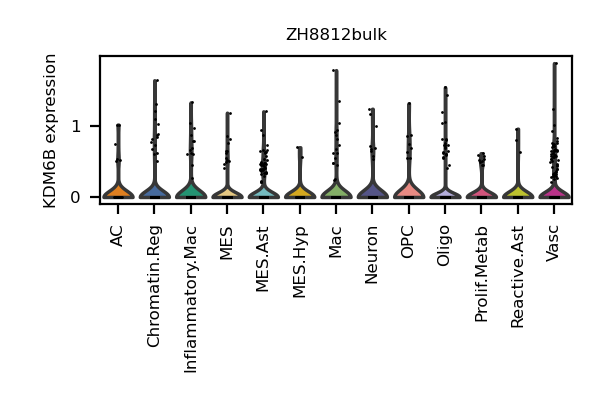 ZH8812bulk
KDM6B expression
1
0
AC
Chromatin.Reg
Inflammatory.Mac
MES
MES.Ast
MES.Hyp
Mac
Neuron
OPC
Oligo
Prolif.Metab
Reactive.Ast
Vasc